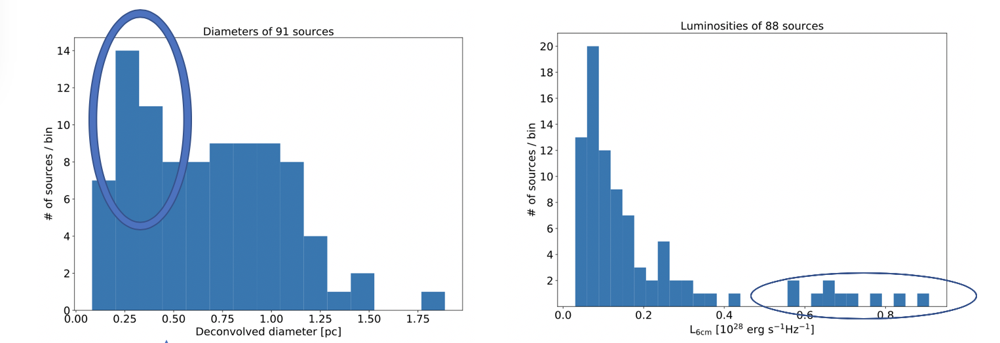 Diameters of 91 sources
14
12
10
8
6
4
2
0
# of sources / bin
0.00 0.25 0.50 0.75 1.00 1.25 1.50 1.75
Deconvolved diameter [pc]
Luminosities of 88 sources
20
18
16
14
12
10
8
6
4
2
# of sources / bin
0.0 0.2 0.4 0.6 0.8
L₆cm [10²⁸ erg s⁻¹Hz⁻¹]